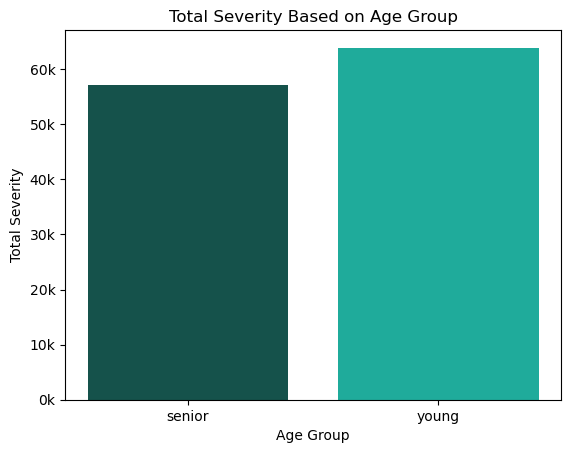 Total Severity Based on Age Group
Total Severity
60k
50k
40k
30k
20k
10k
0k
senior young
Age Group